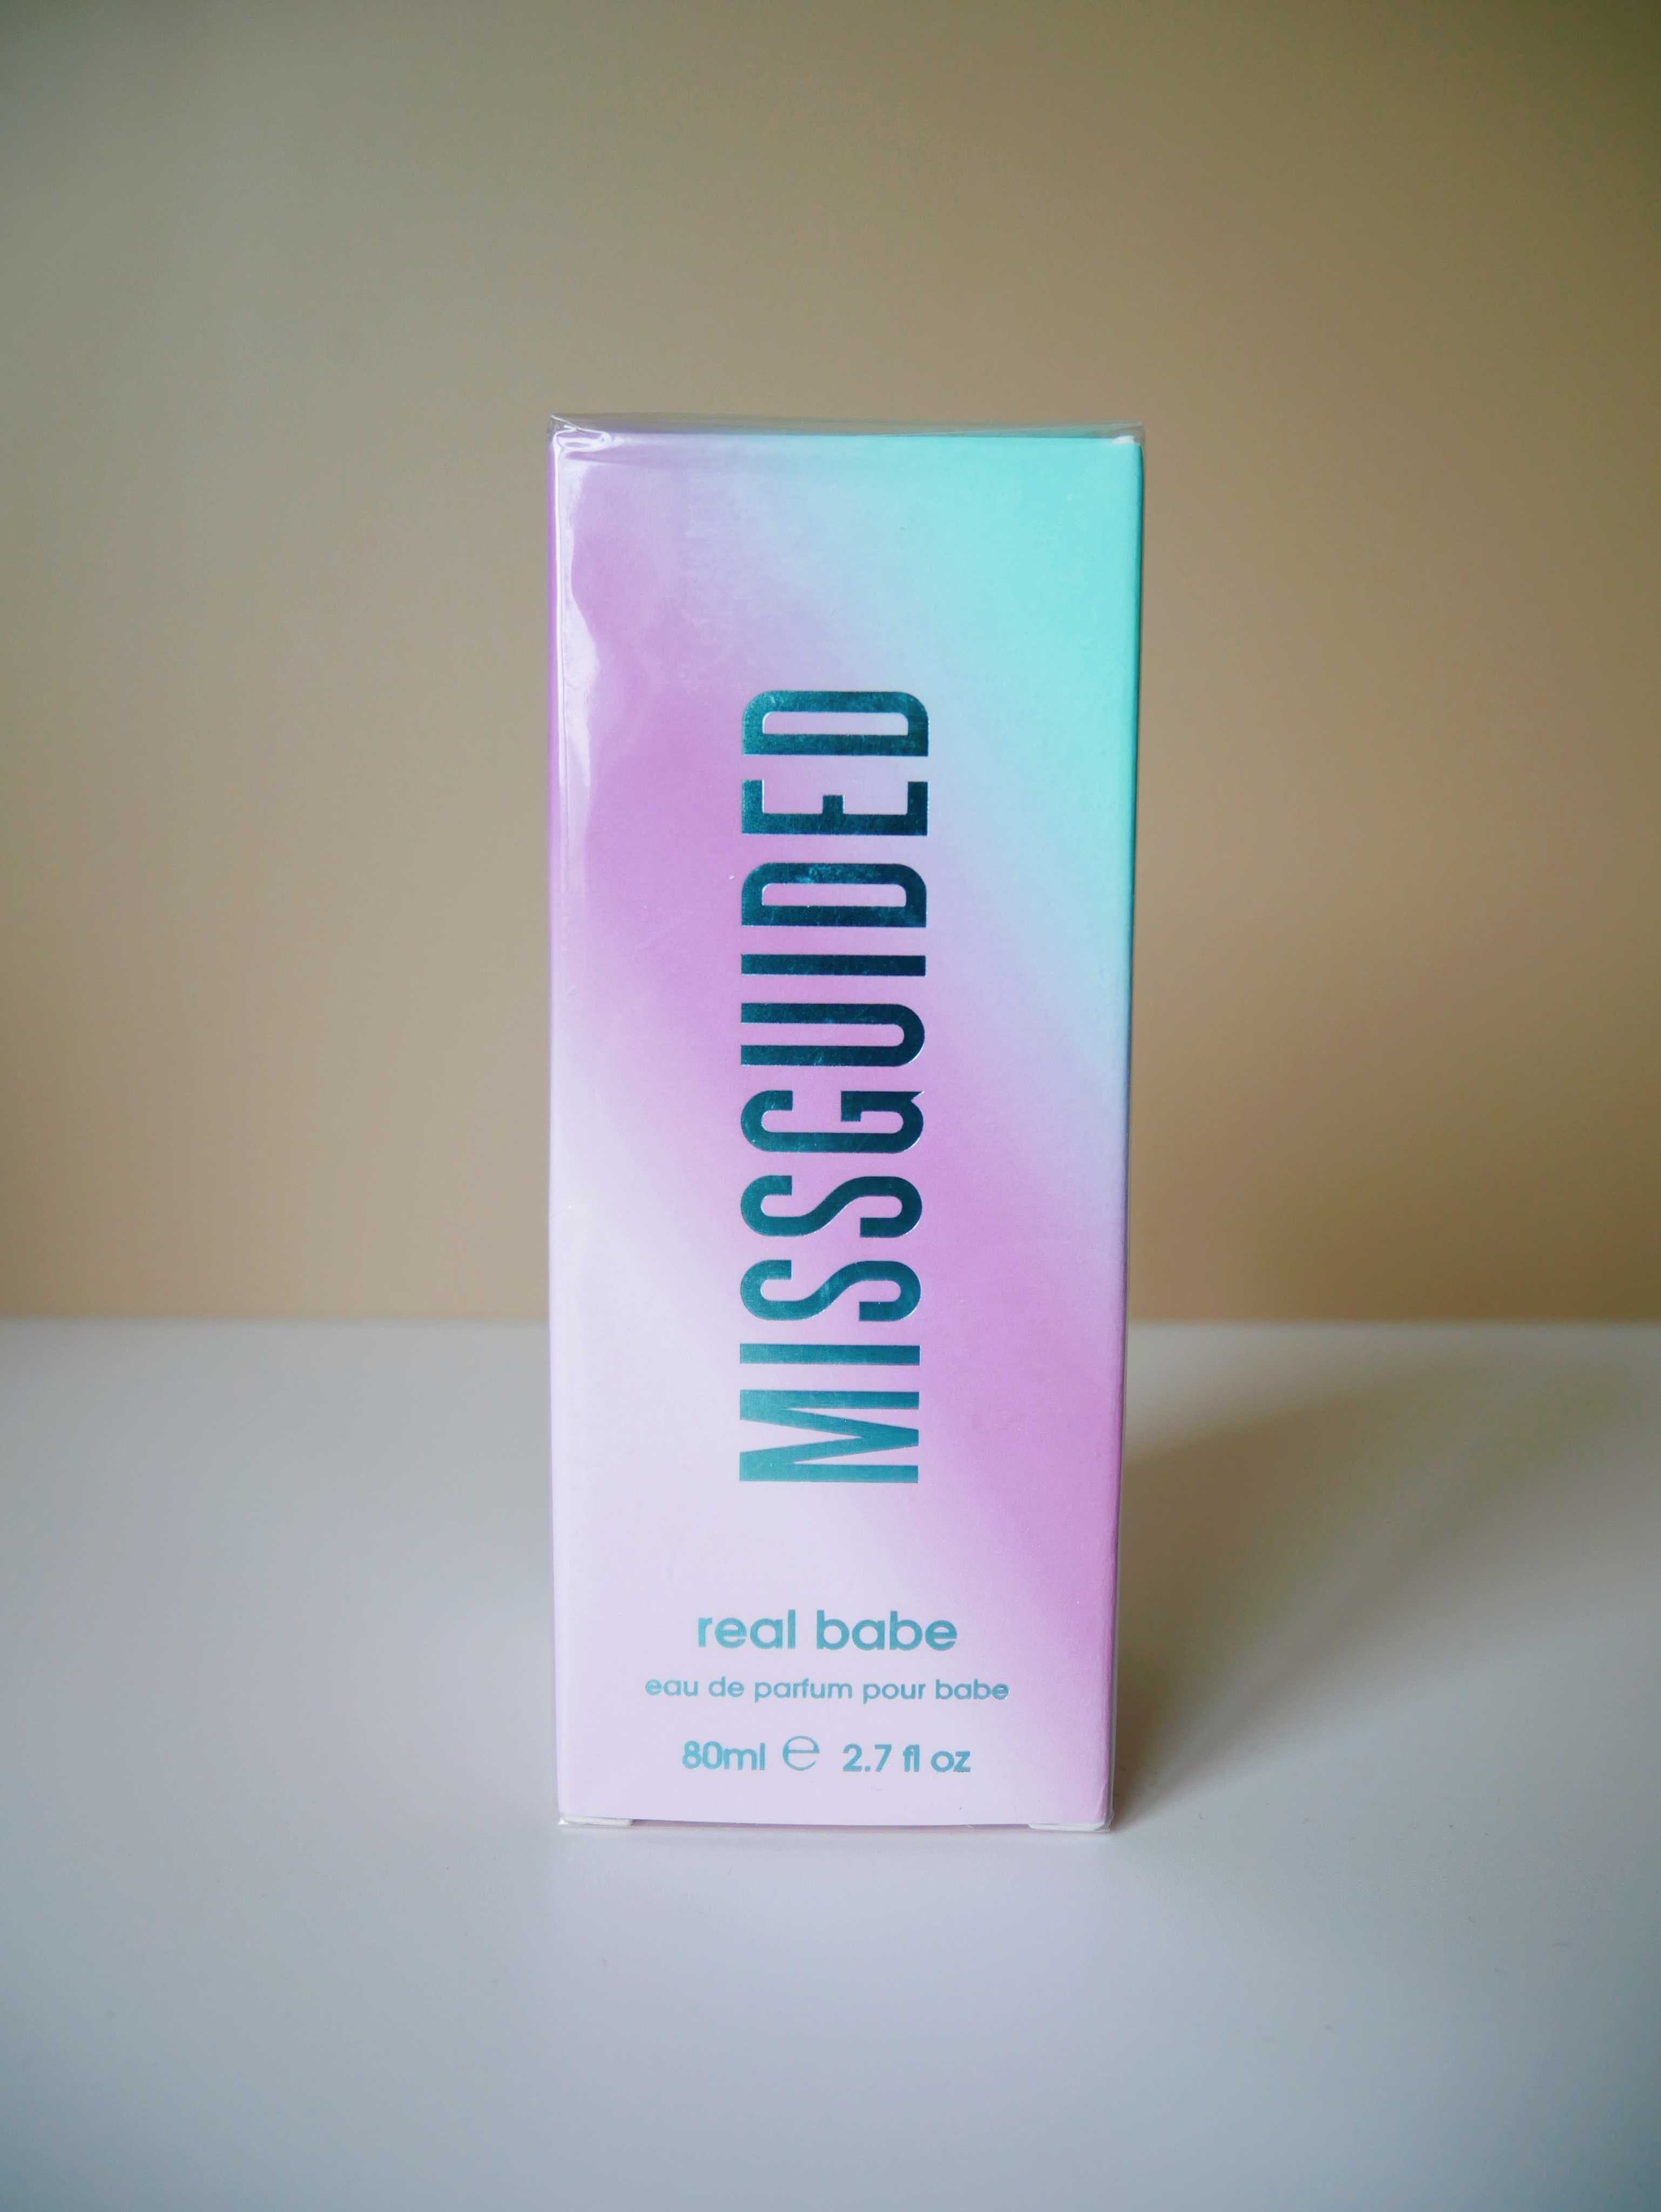 MISSGUIDED
real babe
eau de parfum pour babe
80ml ℮ 2.7 fl oz